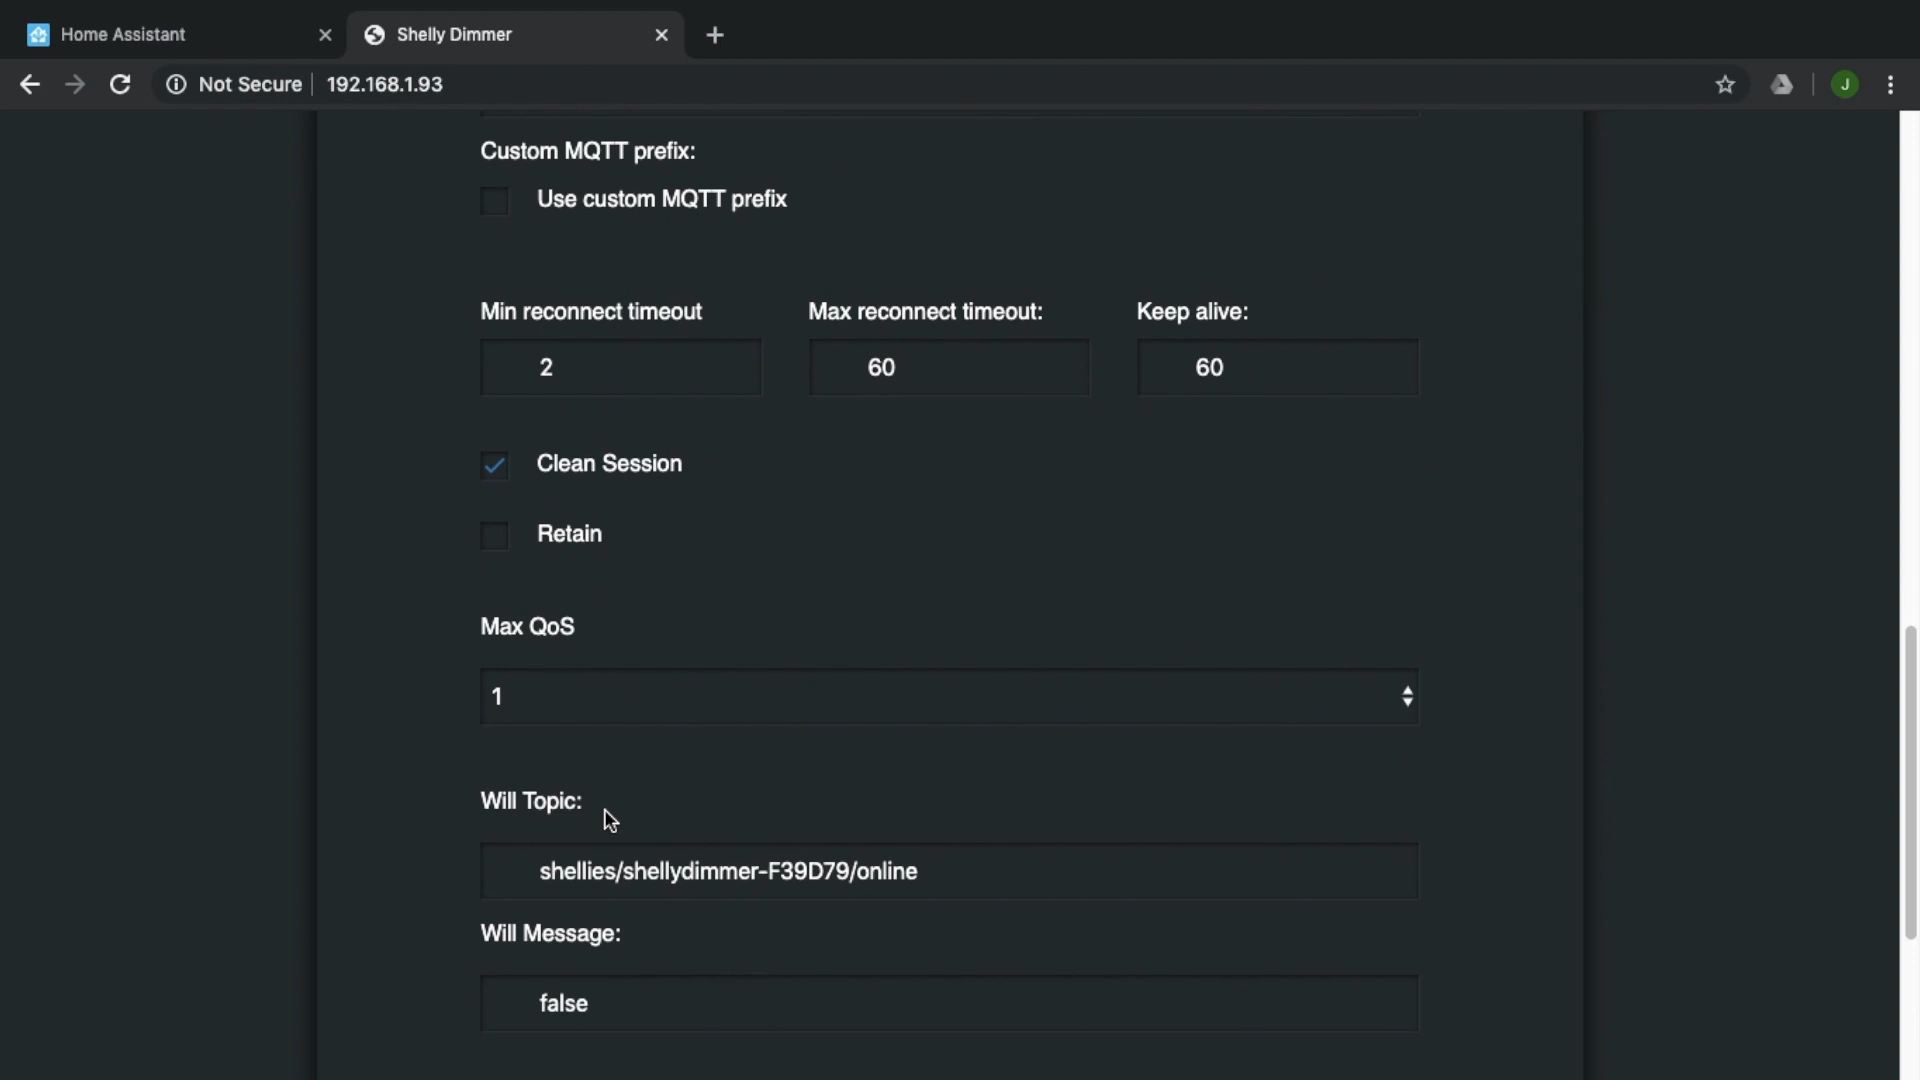 Home Assistant
Shelly Dimmer
Not Secure 192.168.1.93
J
Custom MQTT prefix:
Use custom MQTT prefix
Min reconnect timeout Max reconnect timeout: Keep alive:
2 60 60
Clean Session
Retain
Max QoS
1
Will Topic:
shellies/shellydimmer-F39D79/online
Will Message:
false